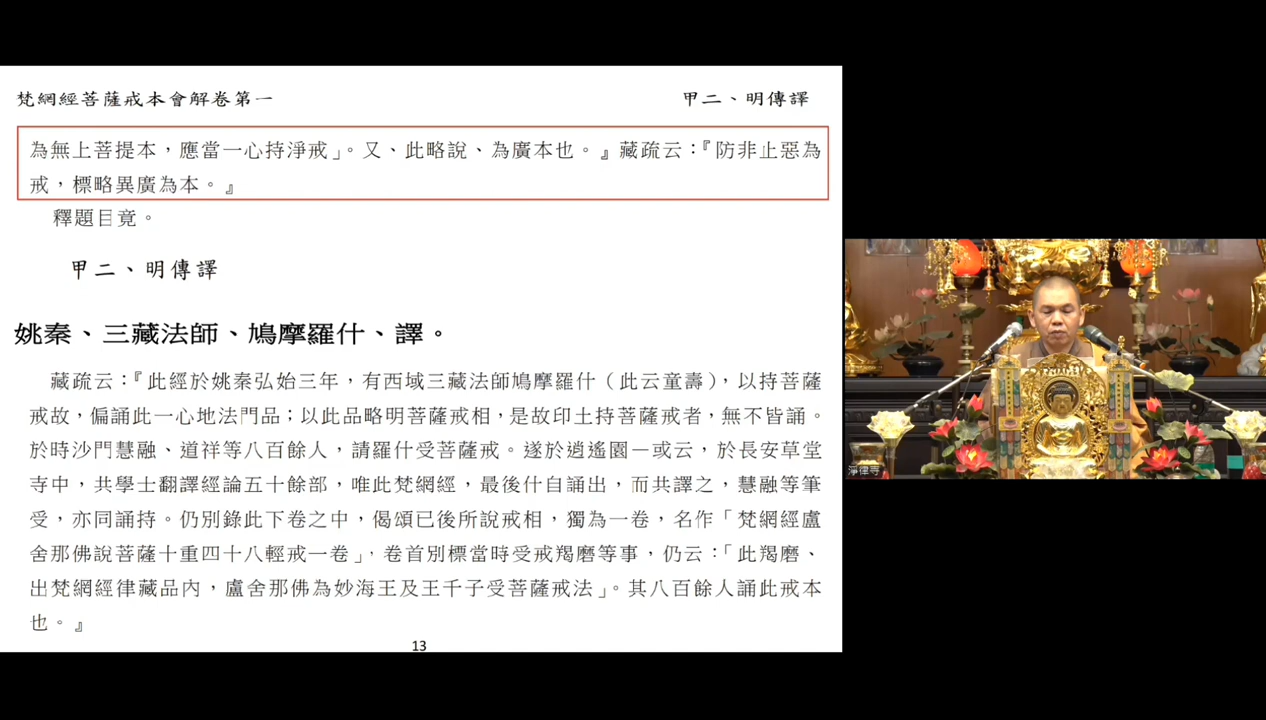 梵網經菩薩戒本會解卷第一
甲二、明傳譯
為無上菩提本，應當一心持淨戒」。又、此略說、為廣本也。』藏疏云：『防非止惡為
戒，標略異廣為本。』
釋題目竟。
甲二、明傳譯
姚秦、三藏法師、鳩摩羅什、譯。
藏疏云：『此經於姚秦弘始三年，有西域三藏法師鳩摩羅什（此云童壽），以持菩薩
戒故，偏誦此一心地法門品；以此品略明菩薩戒相，是故印土持菩薩戒者，無不皆誦。
於時沙門慧融、道祥等八百餘人，請羅什受菩薩戒。遂於逍遙園－或云，於長安草堂
寺中，共學士翻譯經論五十餘部，唯此梵網經，最後什自誦出，而共譯之，慧融等筆
受，亦同誦持。仍別錄此下卷之中，偈頌已後所說戒相，獨為一卷，名作「梵網經盧
舍那佛說菩薩十重四十八輕戒一卷」，卷首別標當時受戒羯磨等事，仍云：「此羯磨、
出梵網經律藏品內，盧舍那佛為妙海王及王千子受菩薩戒法」。其八百餘人誦此戒本
也。』
13
淨律寺